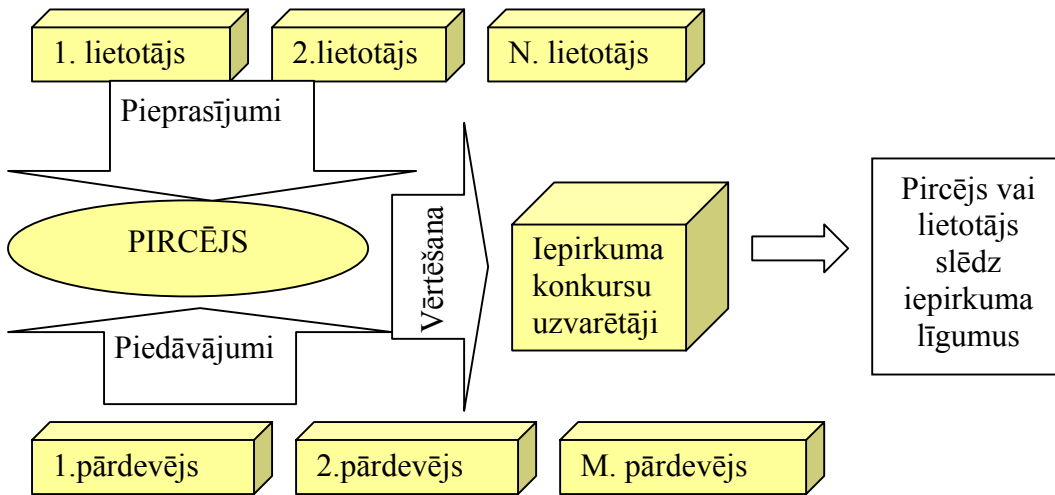 1. lietotājs
2.lietotājs
N. lietotājs
Pieprasījumi
PIRCĒJS
Piedāvājumi
Vērtēšana
Iepirkuma
konkursu
uzvarētāji
Pircējs vai
lietotājs
slēdz
iepirkuma
līgumus
1.pārdevējs
2.pārdevējs
M. pārdevējs